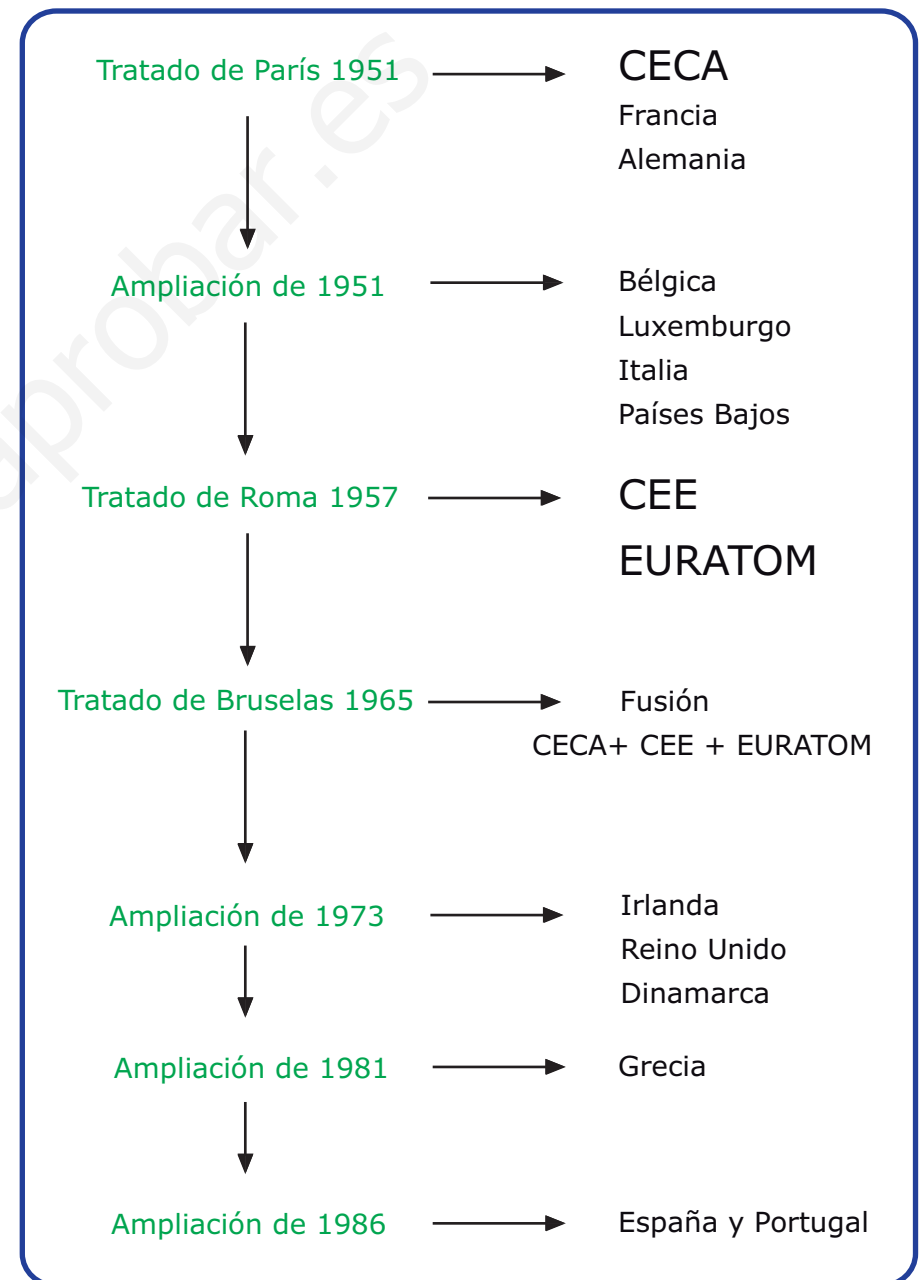 Tratado de París 1951
CECA
Francia
Alemania
Ampliación de 1951
Bélgica
Luxemburgo
Italia
Países Bajos
Tratado de Roma 1957
CEE
EURATOM
Tratado de Bruselas 1965
Fusión
CECA+ CEE + EURATOM
Ampliación de 1973
Irlanda
Reino Unido
Dinamarca
Ampliación de 1981
Grecia
Ampliación de 1986
España y Portugal
aprobar.es